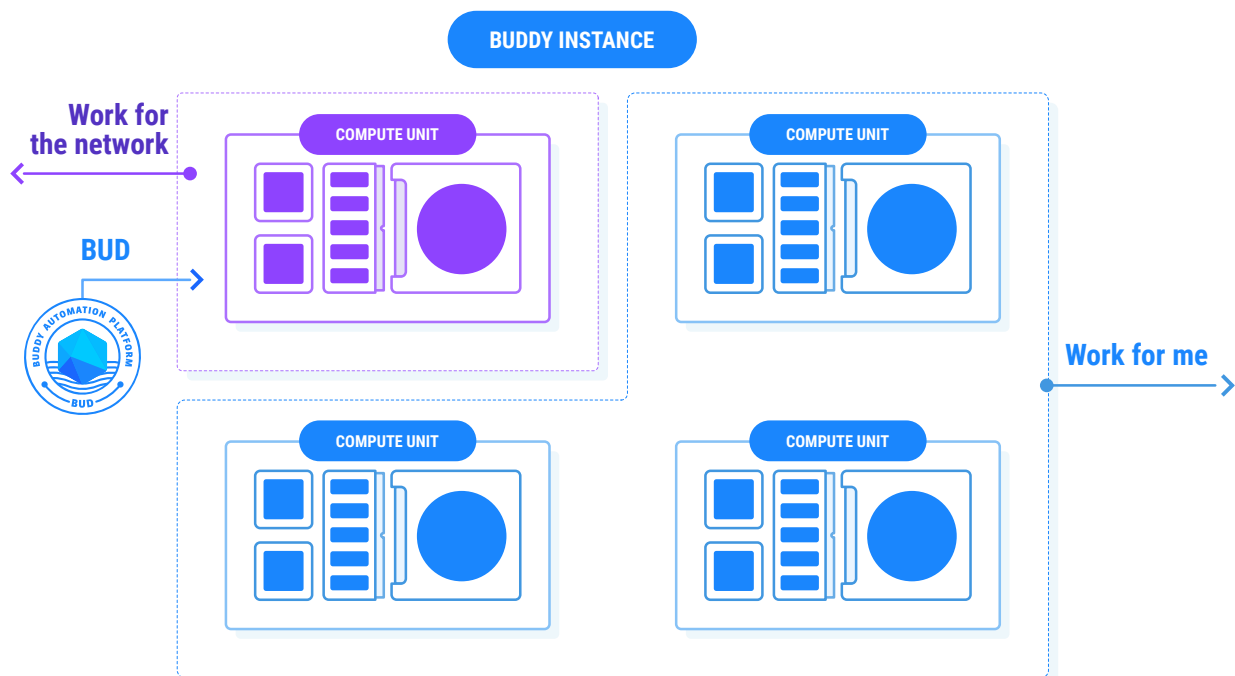 BUDDY INSTANCE
Work for
the network
COMPUTE UNIT
COMPUTE UNIT
BUD
BUDDY AUTOMATION PLATFORM
BUD
Work for me
COMPUTE UNIT
COMPUTE UNIT